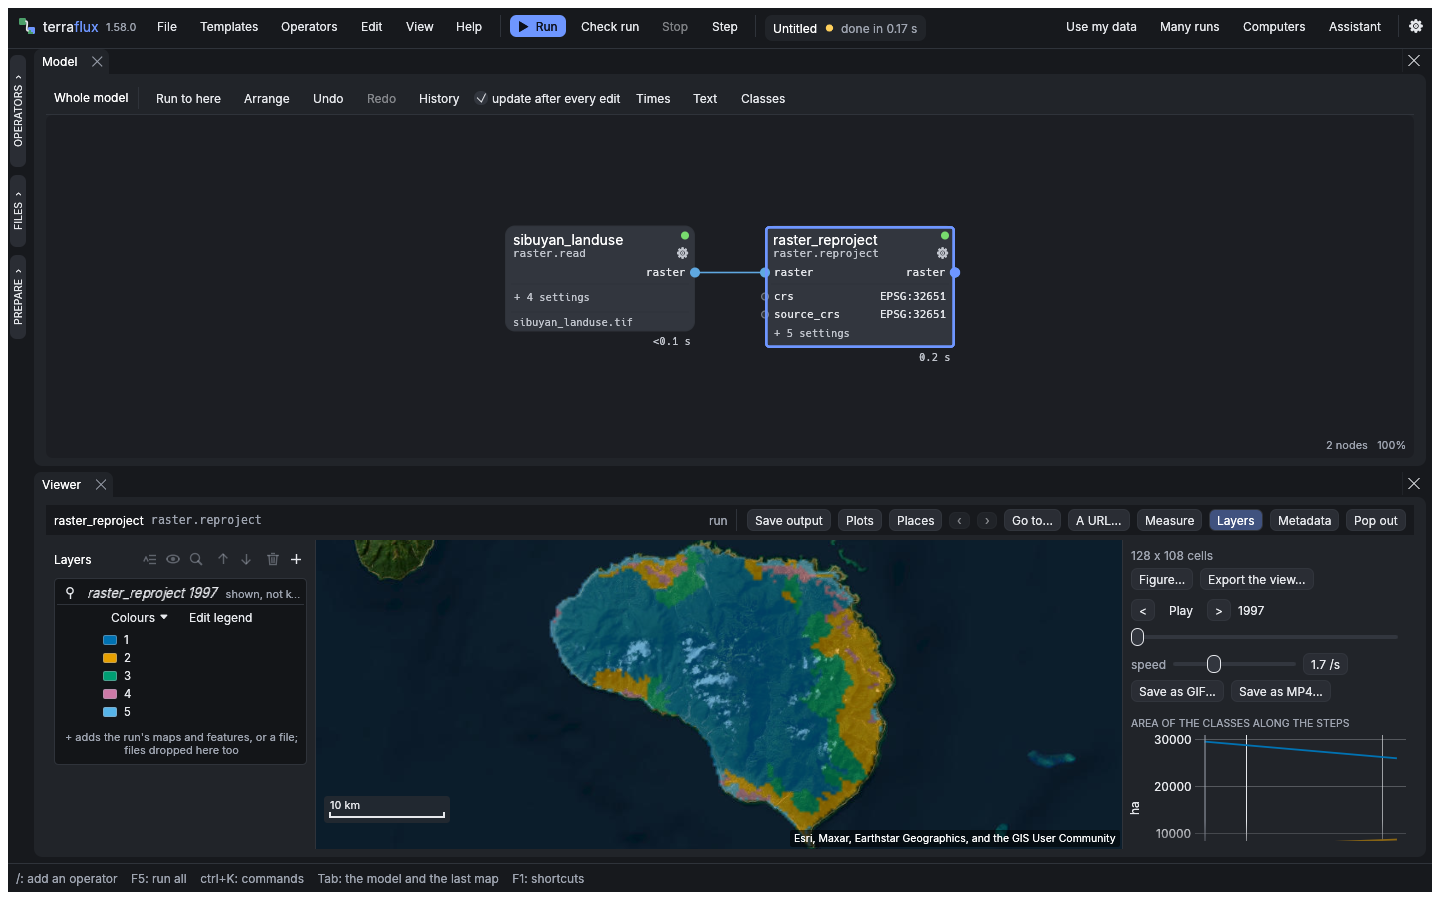 terraflux 1.58.0 File Templates Operators Edit View Help Run Check run Stop Step Untitled done in 0.17 s Use my data Many runs Computers Assistant
Model
Whole model Run to here Arrange Undo Redo History update after every edit Times Text Classes
OPERATORS
FILES
PREPARE
sibuyan_landuse
raster.read
raster
+ 4 settings
sibuyan_landuse.tif
<0.1 s
raster_reproject
raster.reproject
raster raster
crs EPSG:32651
source_crs EPSG:32651
+ 5 settings
0.2 s
2 nodes 100%
Viewer
raster_reproject raster.reproject run Save output Plots Places < > Go to... A URL... Measure Layers Metadata Pop out
Layers
raster_reproject 1997 shown, not k...
Colours Edit legend
1
2
3
4
5
+ adds the run's maps and features, or a file;
files dropped here too
10 km
Esri, Maxar, Earthstar Geographics, and the GIS User Community
128 x 108 cells
Figure... Export the view...
< Play > 1997
speed 1.7 /s
Save as GIF... Save as MP4...
AREA OF THE CLASSES ALONG THE STEPS
30000
20000
ha
10000
/: add an operator F5: run all ctrl+K: commands Tab: the model and the last map F1: shortcuts